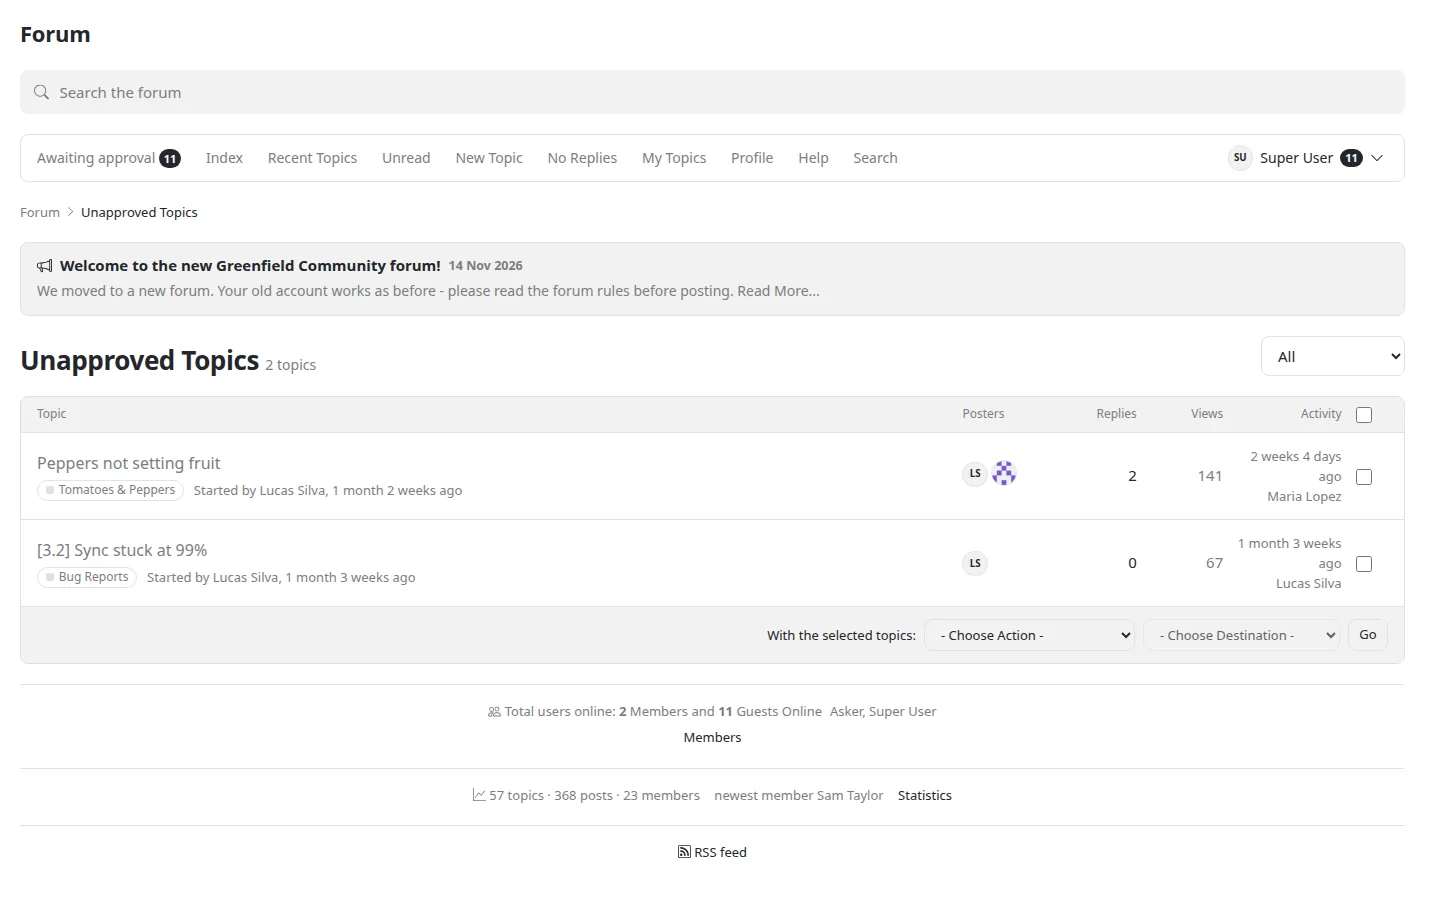 Forum
Search the forum
Awaiting approval 11 Index Recent Topics Unread New Topic No Replies My Topics Profile Help Search SU Super User 11
Forum Unapproved Topics
Welcome to the new Greenfield Community forum! 14 Nov 2026
We moved to a new forum. Your old account works as before - please read the forum rules before posting. Read More...
Unapproved Topics 2 topics
All
Topic Posters Replies Views Activity
Peppers not setting fruit
Tomatoes & Peppers Started by Lucas Silva, 1 month 2 weeks ago
LS
2
141
2 weeks 4 days
ago
Maria Lopez
[3.2] Sync stuck at 99%
Bug Reports Started by Lucas Silva, 1 month 3 weeks ago
LS
0
67
1 month 3 weeks
ago
Lucas Silva
With the selected topics: - Choose Action - - Choose Destination - Go
Total users online: 2 Members and 11 Guests Online Asker, Super User
Members
57 topics · 368 posts · 23 members newest member Sam Taylor Statistics
RSS feed